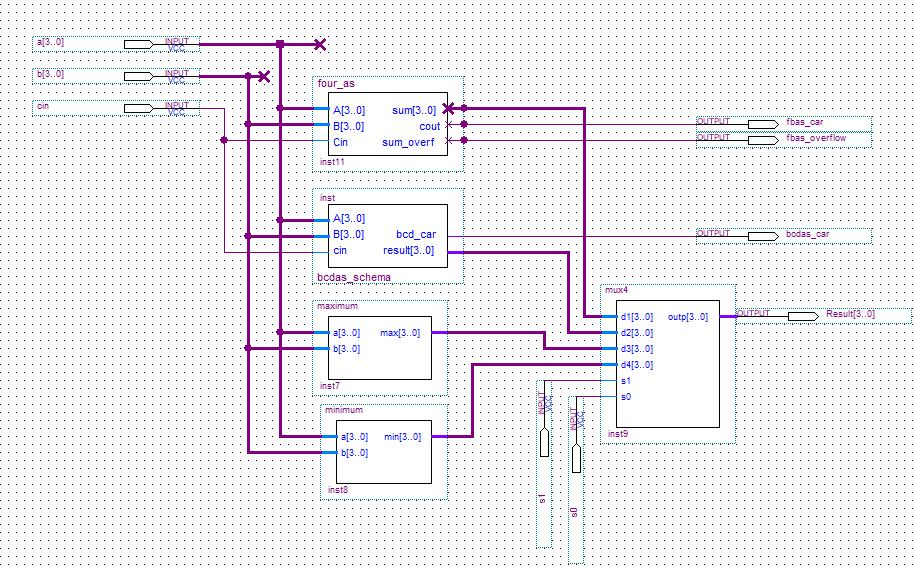 a[3..0] INPUT VCC
b[3..0] INPUT VCC
cin INPUT VCC
four_as
A[3..0] sum[3..0]
B[3..0] cout
Cin sum_overf
inst11
OUTPUT fbas_car
OUTPUT fbas_overflow
inst
A[3..0]
B[3..0] bcd_car
cin result[3..0]
bcdas_schema
OUTPUT bcdas_car
maximum
a[3..0] max[3..0]
b[3..0]
inst7
minimum
a[3..0] min[3..0]
b[3..0]
inst8
mux4
d1[3..0] outp[3..0]
d2[3..0]
d3[3..0]
d4[3..0]
s1
s0
inst9
OUTPUT Result[3..0]
INPUT VCC s1
INPUT VCC s0